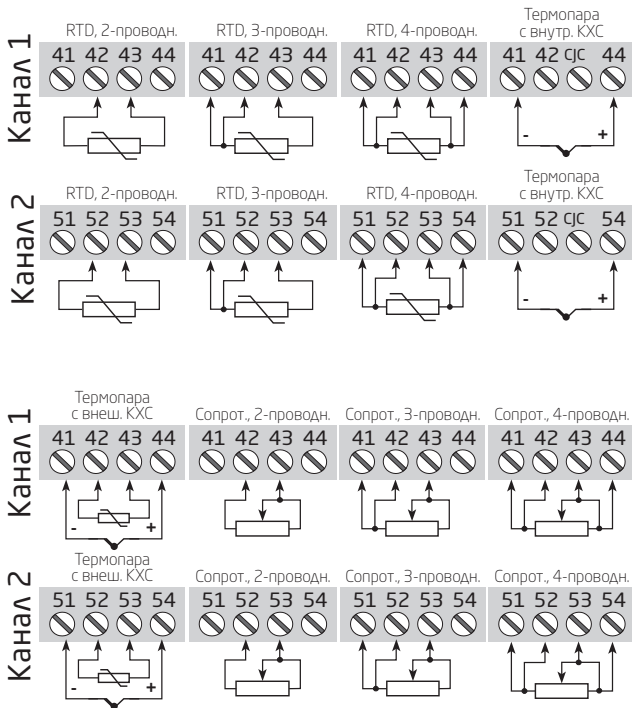 Канал 1
RTD, 2-проводн. RTD, 3-проводн. RTD, 4-проводн. Термопара
с внутр. КХС
41 42 43 44 41 42 43 44 41 42 43 44 41 42 CJC 44
- +
Канал 2
RTD, 2-проводн. RTD, 3-проводн. RTD, 4-проводн. Термопара
с внутр. КХС
51 52 53 54 51 52 53 54 51 52 53 54 51 52 CJC 54
- +
Канал 1
Термопара
с внеш. КХС Сопрот., 2-проводн. Сопрот., 3-проводн. Сопрот., 4-проводн.
41 42 43 44 41 42 43 44 41 42 43 44 41 42 43 44
- +
Канал 2
Термопара
с внеш. КХС Сопрот., 2-проводн. Сопрот., 3-проводн. Сопрот., 4-проводн.
51 52 53 54 51 52 53 54 51 52 53 54 51 52 53 54
- +